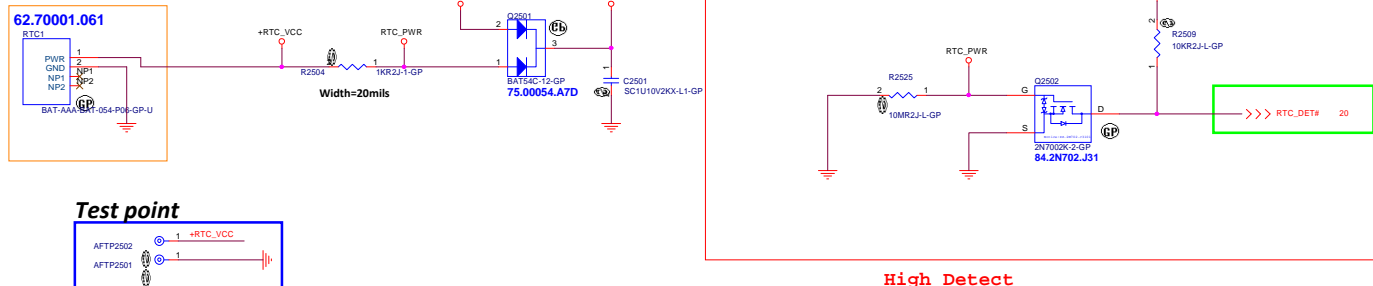 62.70001.061
RTC1
PWR
GND
NP1
NP2
1
2
NP1
NP2
GP
BAT-AAA-BAT-054-P06-GP-U
+RTC_VCC
R2504
1
1KR2J-1-GP
Width=20mils
RTC_PWR
Q2501
2
1
3
BAT54C-12-GP
75.00054.A7D
1
C2501
SC1U10V2KX-L1-GP
RTC_PWR
R2525
2
1
10MR2J-L-GP
Q2502
G
S
D
GP
2N7002K-2-GP
84.2N702.J31
2
R2509
10KR2J-L-GP
1
RTC_DET#
20
Test point
AFTP2502
1
+RTC_VCC
AFTP2501
1
High Detect